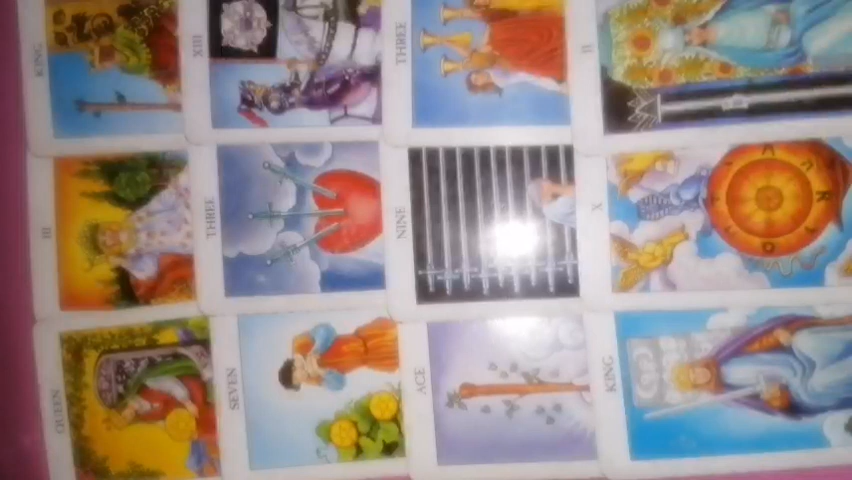 QUEEN
III
KING
SEVEN
THREE
XIII
ACE
NINE
THREE
KING
X
II